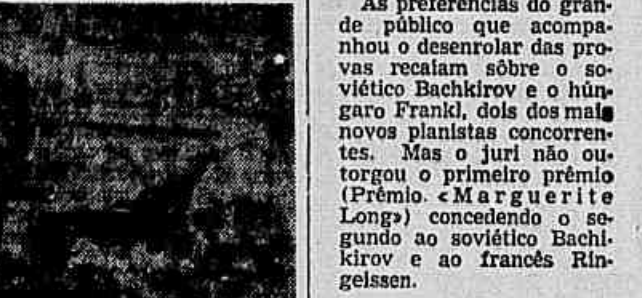 As preferências do gran-
de público que acompa-
nhou o desenrolar das pro-
vas recaiam sôbre o so-
viético Bachkirov e o hún-
garo Frankl, dois dos mais
novos pianistas concorren-
tes. Mas o juri não ou-
torgou o primeiro prêmio
(Prêmio. «Marguerite
Long») concedendo o se-
gundo ao soviético Bachi-
kirov e ao francês Rin-
geissen.